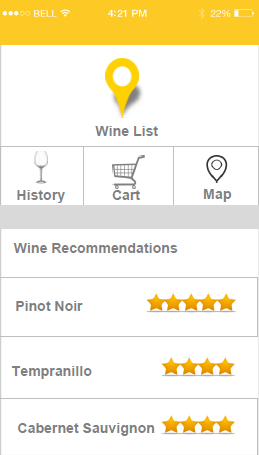 BELL 4:21 PM 22%
Wine List
History Cart Map
Wine Recommendations
Pinot Noir
Tempranillo
Cabernet Sauvignon